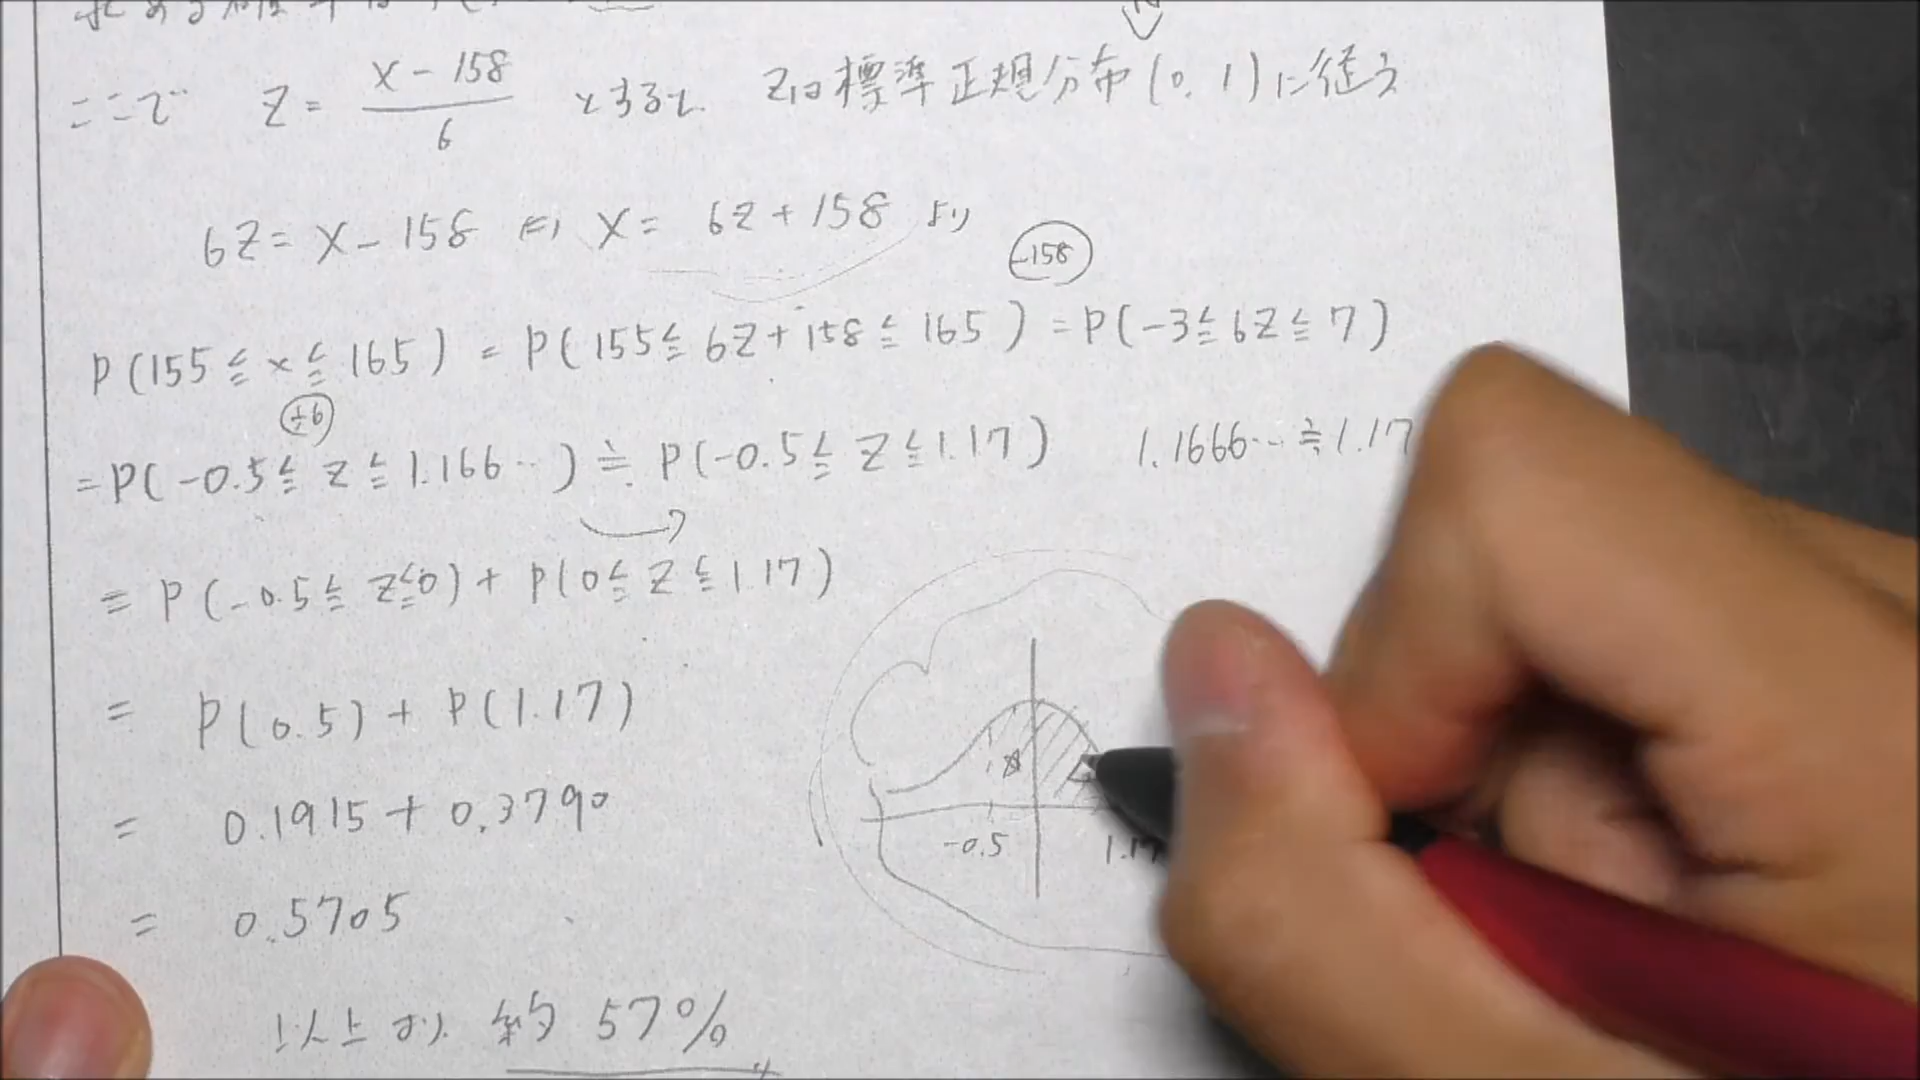 ここで Z = (X - 158)/6 とすると、Zは標準正規分布(0, 1)に従う
6Z = X - 158 ⇔ X = 6Z + 158 より
-158
P(155 ≦ x ≦ 165) = P(155 ≦ 6Z + 158 ≦ 165) = P(-3 ≦ 6Z ≦ 7)
÷6
= P(-0.5 ≦ Z ≦ 1.166…) ≒ P(-0.5 ≦ Z ≦ 1.17) 1.1666… ≒ 1.17
= P(-0.5 ≦ Z ≦ 0) + P(0 ≦ Z ≦ 1.17)
= P(0.5) + P(1.17)
= 0.1915 + 0.3790
= 0.5705
-0.5 1.17
以上より、約 57%